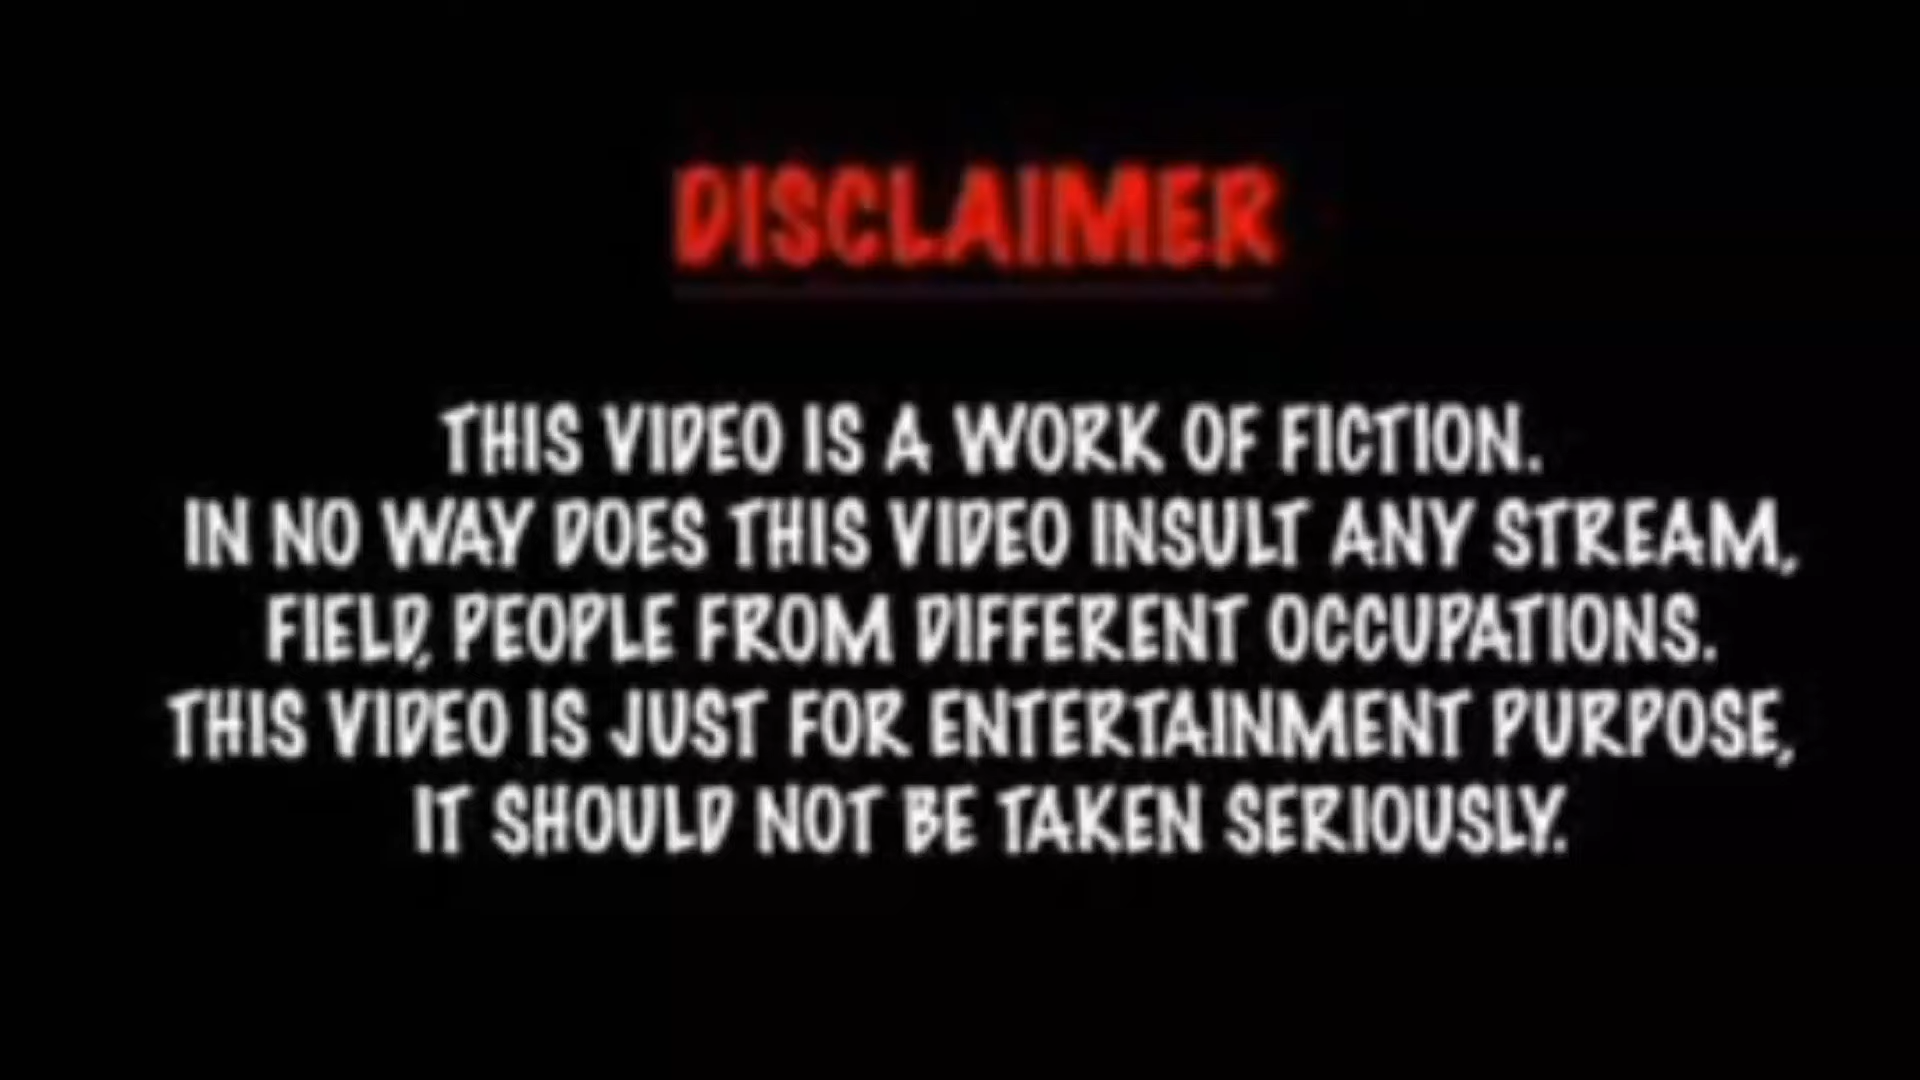 DISCLAIMER
THIS VIDEO IS A WORK OF FICTION.
IN NO WAY DOES THIS VIDEO INSULT ANY STREAM,
FIELD, PEOPLE FROM DIFFERENT OCCUPATIONS.
THIS VIDEO IS JUST FOR ENTERTAINMENT PURPOSE,
IT SHOULD NOT BE TAKEN SERIOUSLY.